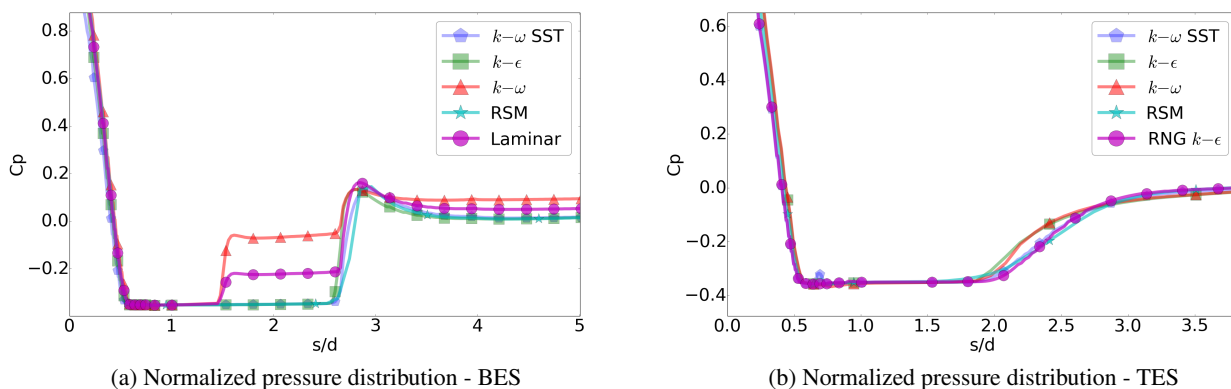 0.8
0.6
0.4
0.2
0.0
−0.2
Cp
0
1
2
3
4
5
s/d
k−ω SST
k−ϵ
k−ω
RSM
Laminar
(a) Normalized pressure distribution - BES
0.6
0.4
0.2
0.0
−0.2
−0.4
Cp
0.0
0.5
1.0
1.5
2.0
2.5
3.0
3.5
s/d
k−ω SST
k−ϵ
k−ω
RSM
RNG k−ϵ
(b) Normalized pressure distribution - TES